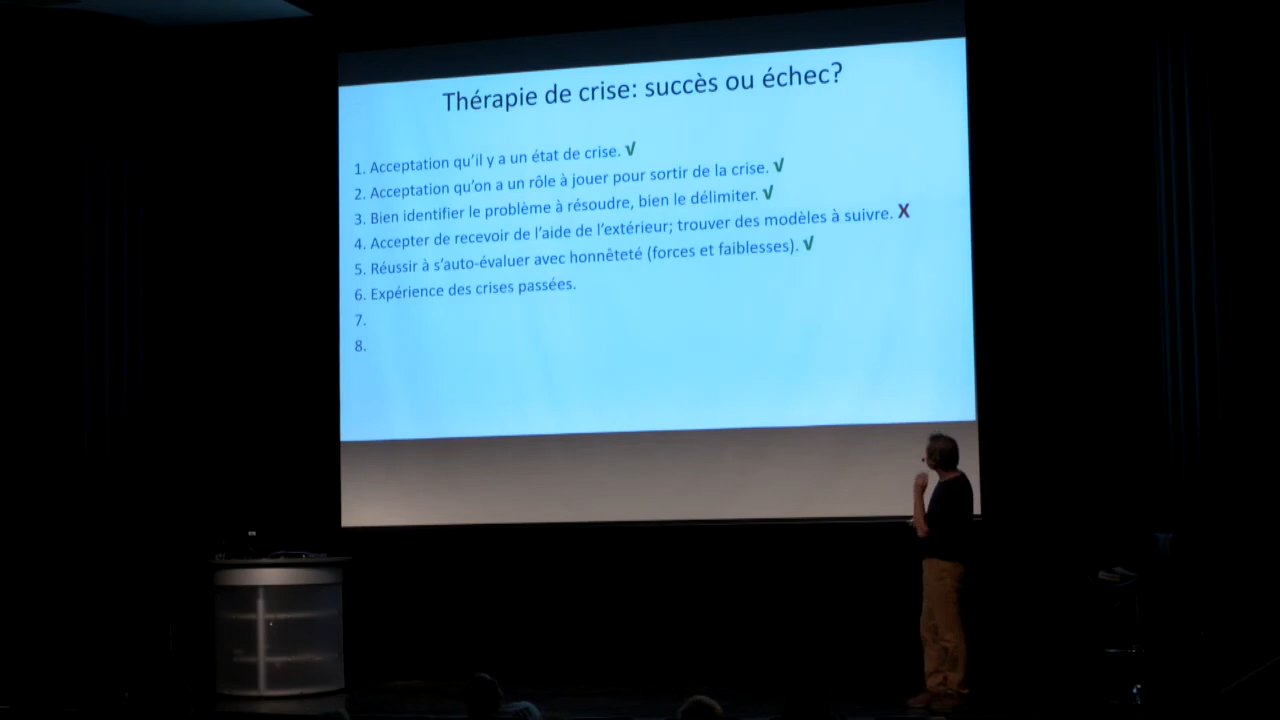 Thérapie de crise: succès ou échec?
1. Acceptation qu'il y a un état de crise. √
2. Acceptation qu'on a un rôle à jouer pour sortir de la crise. √
3. Bien identifier le problème à résoudre, bien le délimiter. √
4. Accepter de recevoir de l'aide de l'extérieur; trouver des modèles à suivre. X
5. Réussir à s'auto-évaluer avec honnêteté (forces et faiblesses). √
6. Expérience des crises passées.
7.
8.